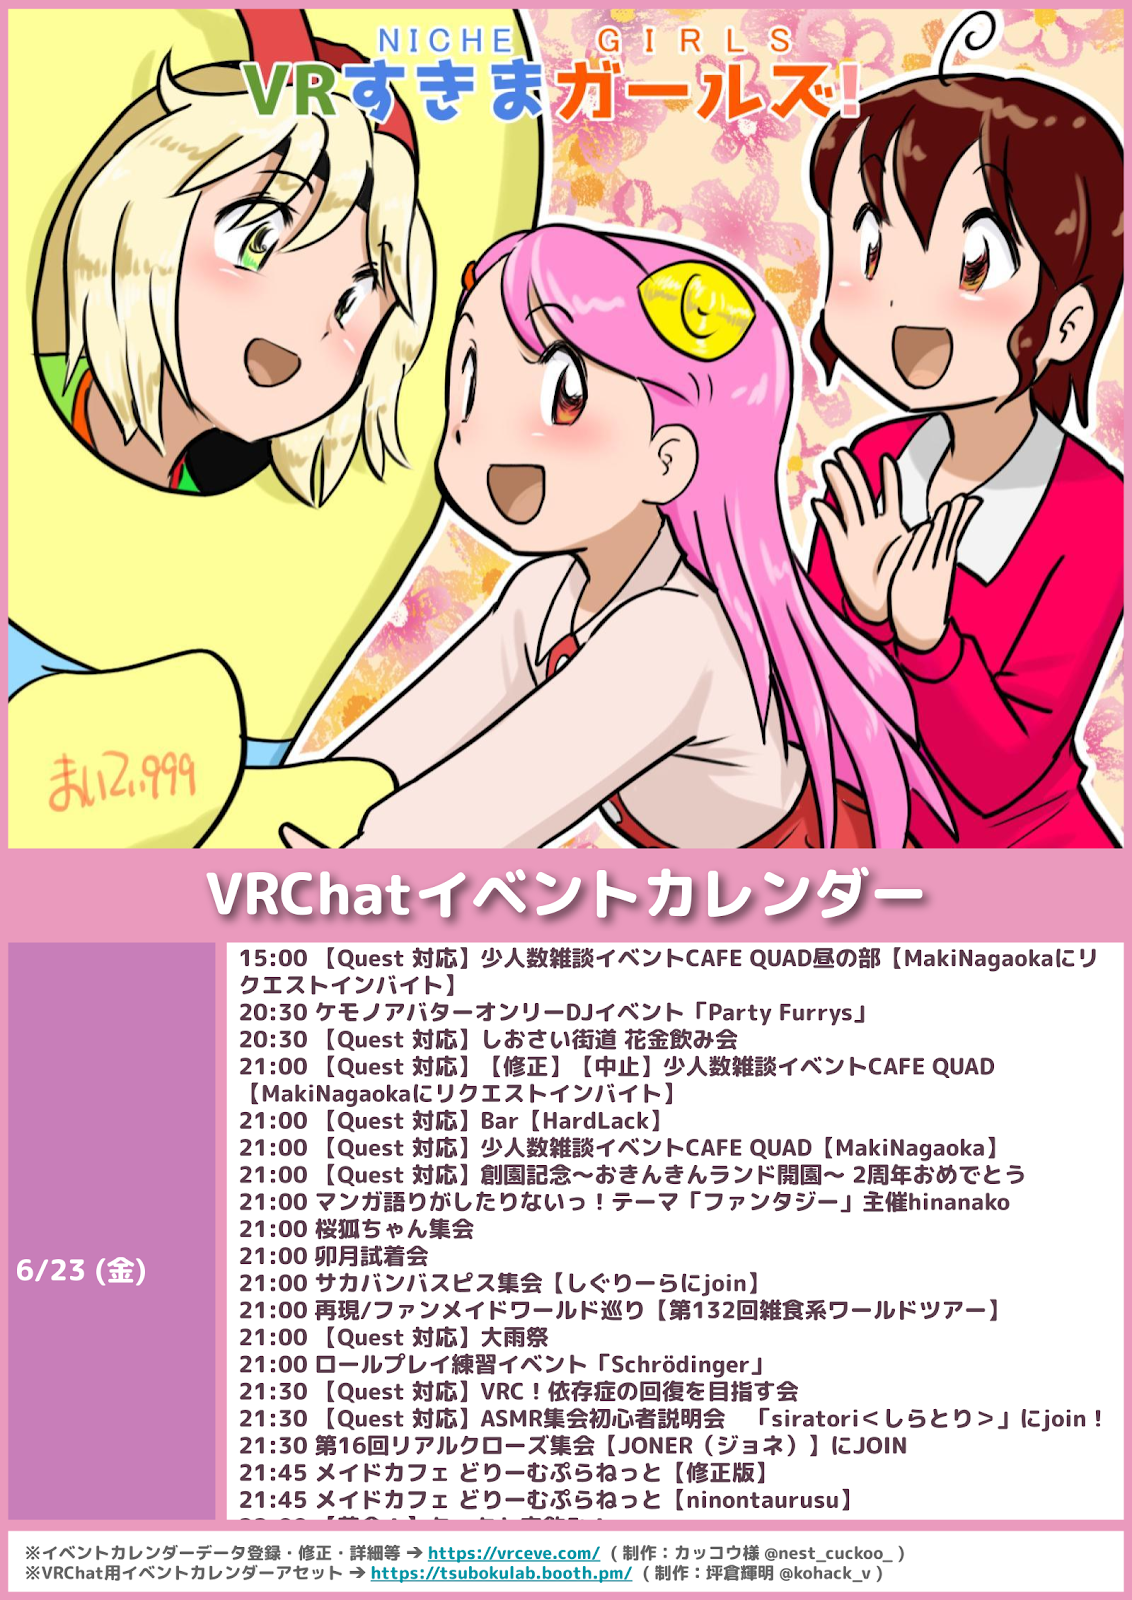 NICHE GIRLS
VRすきまガールズ!
まいてい999
VRChatイベントカレンダー
6/23 (金)
15:00 【Quest 対応】少人数雑談イベントCAFE QUAD昼の部【MakiNagaokaにリ
クエストインバイト】
20:30 ケモノアバターオンリーDJイベント「Party Furrys」
20:30 【Quest 対応】しおさい街道 花金飲み会
21:00 【Quest 対応】【修正】【中止】少人数雑談イベントCAFE QUAD
【MakiNagaokaにリクエストインバイト】
21:00 【Quest 対応】Bar【HardLack】
21:00 【Quest 対応】少人数雑談イベントCAFE QUAD【MakiNagaoka】
21:00 【Quest 対応】創園記念～おきんきんランド開園～ 2周年おめでとう
21:00 マンガ語りがしたりないっ！テーマ「ファンタジー」主催hinanako
21:00 桜狐ちゃん集会
21:00 卯月試着会
21:00 サカバンバスピス集会【しぐりーらにjoin】
21:00 再現/ファンメイドワールド巡り【第132回雑食系ワールドツアー】
21:00 【Quest 対応】大雨祭
21:00 ロールプレイ練習イベント「Schrödinger」
21:30 【Quest 対応】VRC！依存症の回復を目指す会
21:30 【Quest 対応】ASMR集会初心者説明会　「siratori＜しらとり＞」にjoin！
21:30 第16回リアルクローズ集会【JONER（ジョネ）】にJOIN
21:45 メイドカフェ どりーむぷらねっと【修正版】
21:45 メイドカフェ どりーむぷらねっと【ninontaurusu】
※イベントカレンダーデータ登録・修正・詳細等 ➔ https://vrceve.com/ ( 制作：カッコウ様 @nest_cuckoo_ )
※VRChat用イベントカレンダーアセット ➔ https://tsubokulab.booth.pm/ ( 制作：坪倉輝明 @kohack_v )